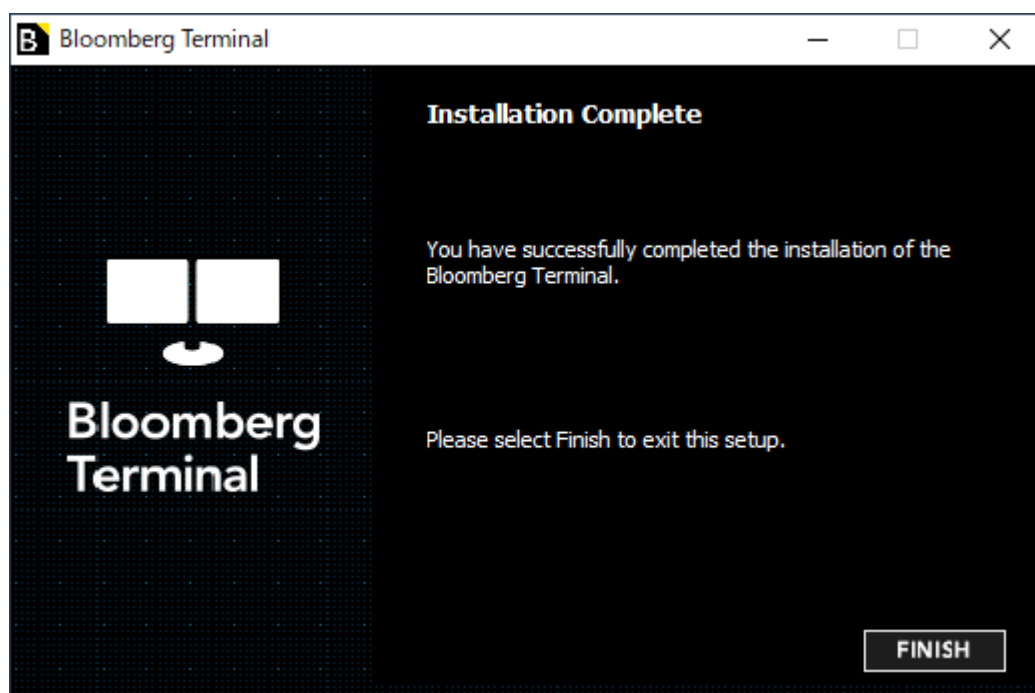 Bloomberg Terminal
Installation Complete
You have successfully completed the installation of the
Bloomberg Terminal.
Bloomberg
Terminal
Please select Finish to exit this setup.
FINISH